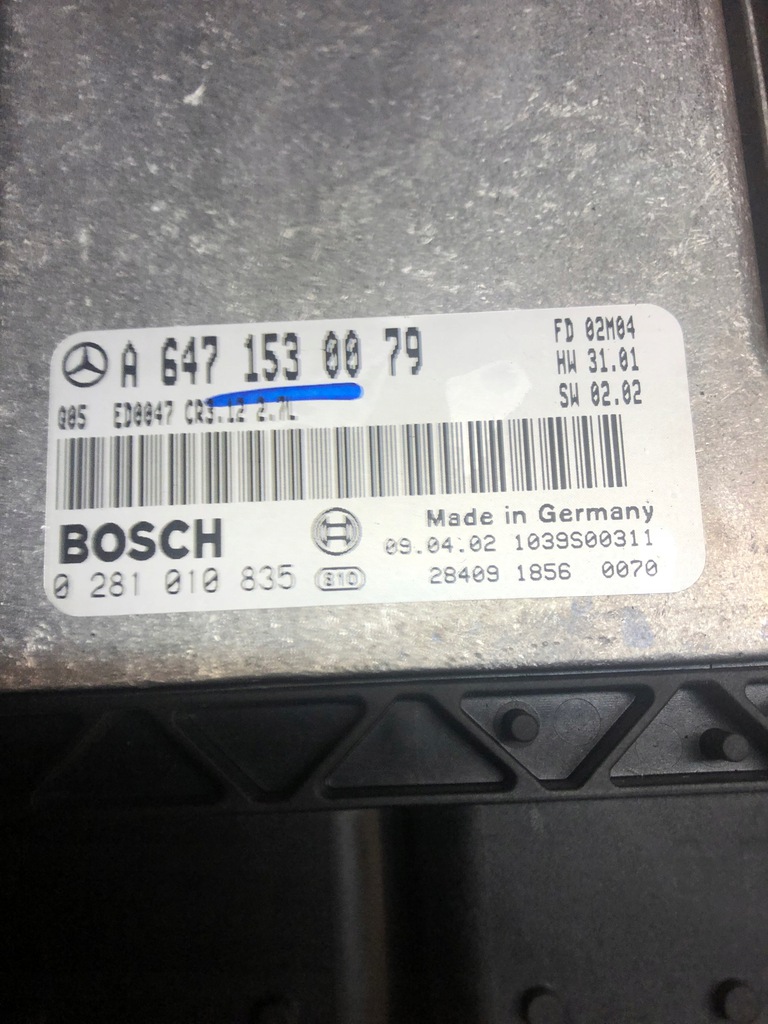 A 647 153 00 79
FD 02M04
HW 31.01
SW 02.02
Q05 ED0047 CR3.12 2.7L
BOSCH
Made in Germany
09.04.02 1039S00311
0 281 010 835
28409 1856 0070